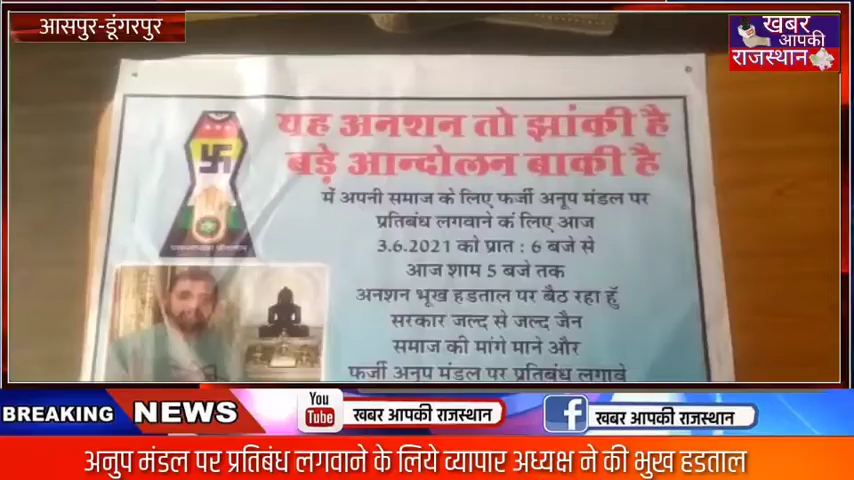 आसपुर-डूंगरपुर
खबर
आपकी
राजस्थान
यह अनशन तो झांकी है
बड़े आन्दोलन बाकी है
में अपनी समाज के लिए फर्जी अनूप मंडल पर
प्रतिबंध लगवाने के लिए आज
3.6.2021 को प्रात : 6 बजे से
आज शाम 5 बजे तक
अनशन भूख हडताल पर बैठ रहा हुँ
सरकार जल्द से जल्द जैन
समाज की मांगे माने और
फर्जी अनुप मंडल पर प्रतिबंध लगावे
BREAKING NEWS
You Tube खबर आपकी राजस्थान
f खबर आपकी राजस्थान
अनुप मंडल पर प्रतिबंध लगवाने के लिये व्यापार अध्यक्ष ने की भुख हडताल